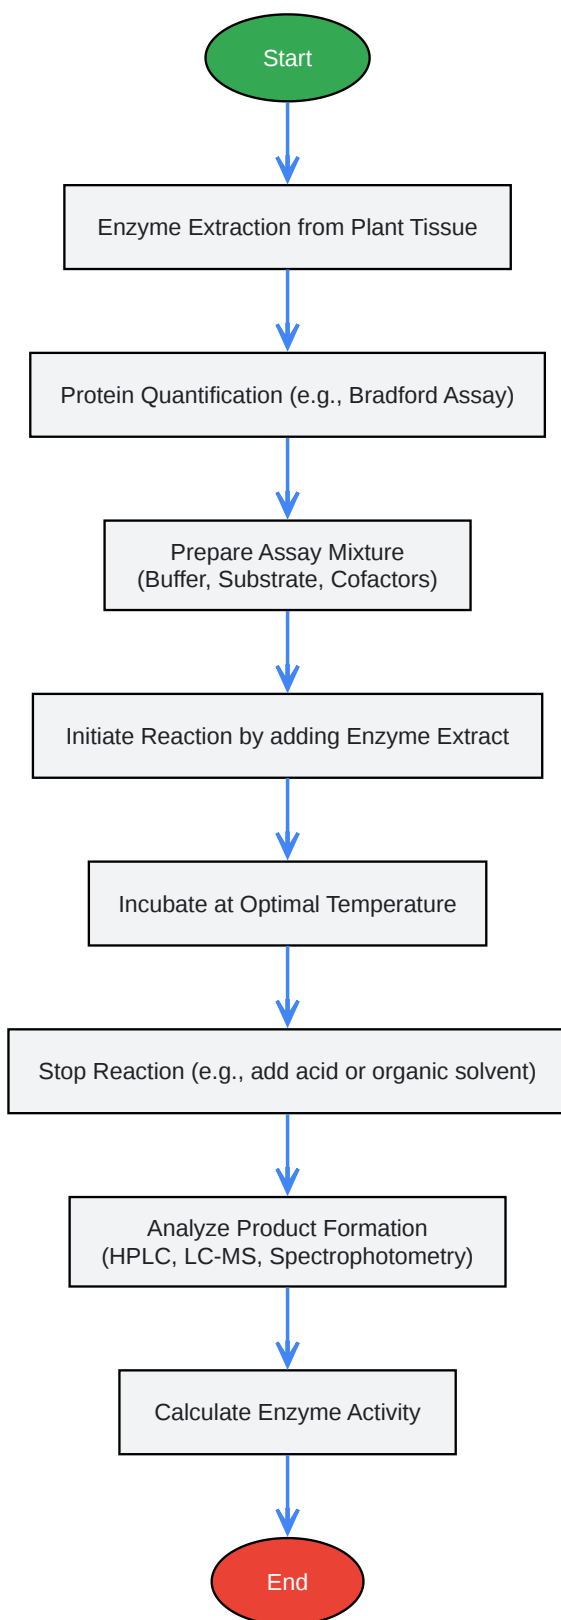 Start
Enzyme Extraction from Plant Tissue
Protein Quantification (e.g., Bradford Assay)
Prepare Assay Mixture
(Buffer, Substrate, Cofactors)
Initiate Reaction by adding Enzyme Extract
Incubate at Optimal Temperature
Stop Reaction (e.g., add acid or organic solvent)
Analyze Product Formation
(HPLC, LC-MS, Spectrophotometry)
Calculate Enzyme Activity
End